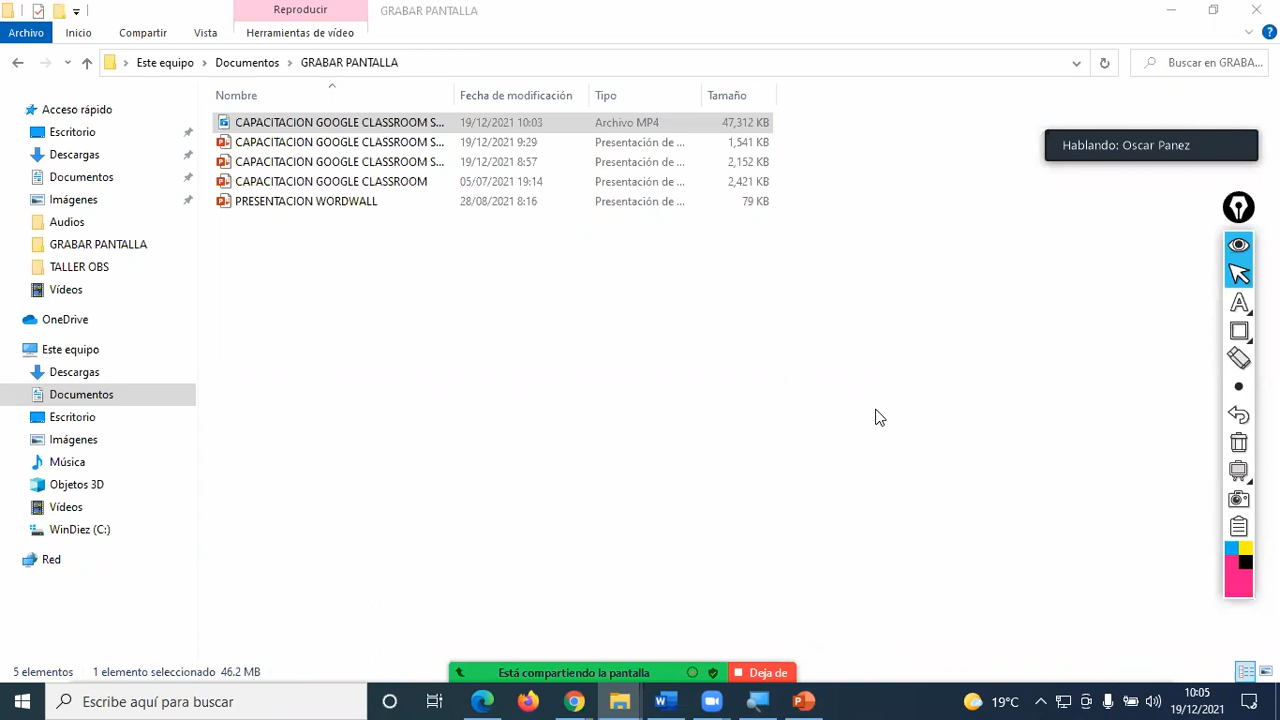 Reproducir
GRABAR PANTALLA
Archivo
Inicio
Compartir
Vista
Herramientas de vídeo
Este equipo
Documentos
GRABAR PANTALLA
Buscar en GRABA...
Nombre
Fecha de modificación
Tipo
Tamaño
CAPACITACION GOOGLE CLASSROOM S... 19/12/2021 10:03 Archivo MP4 47,312 KB
CAPACITACION GOOGLE CLASSROOM S... 19/12/2021 9:29 Presentación de ... 1,541 KB
CAPACITACION GOOGLE CLASSROOM S... 19/12/2021 8:57 Presentación de ... 2,152 KB
CAPACITACION GOOGLE CLASSROOM 05/07/2021 19:14 Presentación de ... 2,421 KB
PRESENTACION WORDWALL 28/08/2021 8:16 Presentación de ... 79 KB
Hablando: Oscar Panez
Acceso rápido
Escritorio
Descargas
Documentos
Imágenes
Audios
GRABAR PANTALLA
TALLER OBS
Vídeos
OneDrive
Este equipo
Descargas
Documentos
Escritorio
Imágenes
Música
Objetos 3D
Vídeos
WinDiez (C:)
Red
5 elementos
1 elemento seleccionado 46.2 MB
Está compartiendo la pantalla
Deja de
Escribe aquí para buscar
19°C
10:05
19/12/2021